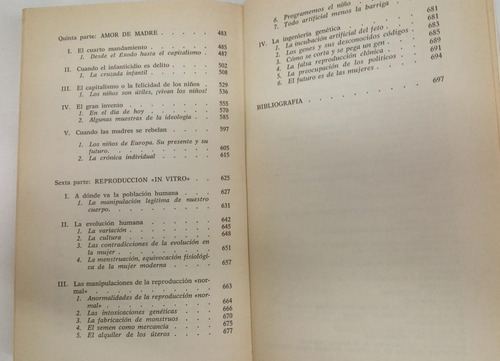 Quinta parte: AMOR DE MADRE . . . . . 483
I. El cuarto mandamiento . . . . . . 485
1. Desde el Exodo hasta el capitalismo . . 487
II. Cuando el infanticidio es delito . . . . 502
1. La cruzada infantil . . . . . . 508
III. El capitalismo o la felicidad de los niños . 529
1. Los niños son útiles, ¡vivan los niños! . 536
IV. El gran invento . . . . . . . 555
1. En el día de hoy . . . . . . 570
2. Algunas muestras de la ideología . . . 585
V. Cuando las madres se rebelan . . . . 597
1. Los niños de Europa. Su presente y su
futuro. . . . . . . . . . 605
2. La crónica individual . . . . . 615
Sexta parte: REPRODUCCION «IN VITRO» . . 625
I. A dónde va la población humana . . . 627
1. La manipulación legítima de nuestro
cuerpo. . . . . . . . . . 631
II. La evolución humana . . . . . . 642
1. La variación . . . . . . . 645
2. La cultura . . . . . . . . 648
3. Las contradicciones de la evolución en
la mujer . . . . . . . . . 651
4. La menstruación, equivocación fisiológi-
ca de la mujer moderna . . . . . 657
III. Las manipulaciones de la reproducción «nor-
mal» . . . . . . . . . . 663
1. Anormalidades de la reproducción «nor-
mal» . . . . . . . . . . 664
2. Las intoxicaciones genéticas . . . . 666
3. La fabricación de monstruos . . . . 670
4. El semen como mercancía . . . . 675
5. El alquiler de los úteros . . . . . 677
6. Programemos el niño . . . . .
7. Todo artificial menos la barriga . . . 681
IV. La ingeniería genética . . . . . .
1. La incubación artificial del feto . . .
2. Los genes y sus desconocidos códigos . 685
3. Cómo se corta y se pega un gen . . . 689
4. La falsa reproducción clónica . . . . 691
5. La preocupación de los políticos . . .
6. El futuro es de las mujeres . . . . 694
BIBLIOGRAFIA . . . . . . . . 697